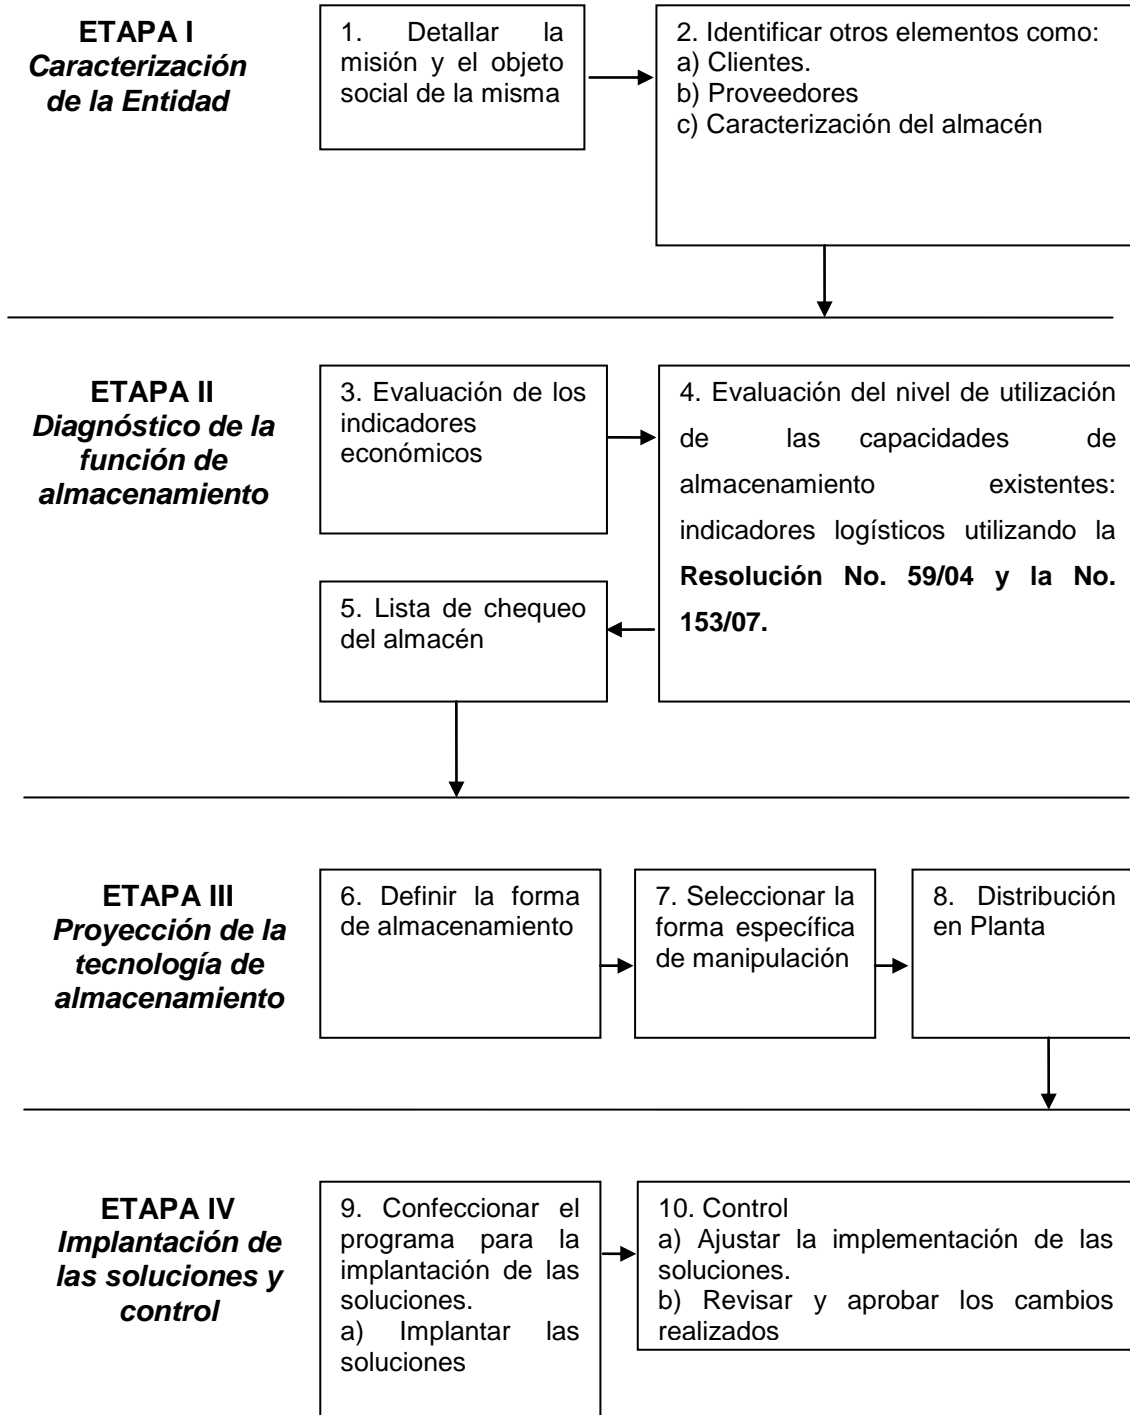 ETAPA I
Caracterización
de la Entidad
1. Detallar la
misión y el objeto
social de la misma
2. Identificar otros elementos como:
a) Clientes.
b) Proveedores
c) Caracterización del almacén
ETAPA II
Diagnóstico de la
función de
almacenamiento
3. Evaluación de los
indicadores
económicos
4. Evaluación del nivel de utilización
de las capacidades de
almacenamiento existentes:
indicadores logísticos utilizando la
Resolución No. 59/04 y la No.
153/07.
5. Lista de chequeo
del almacén
ETAPA III
Proyección de la
tecnología de
almacenamiento
6. Definir la forma
de almacenamiento
7. Seleccionar la
forma específica
de manipulación
8. Distribución
en Planta
ETAPA IV
Implantación de
las soluciones y
control
9. Confeccionar el
programa para la
implantación de las
soluciones.
a) Implantar las
soluciones
10. Control
a) Ajustar la implementación de las
soluciones.
b) Revisar y aprobar los cambios
realizados